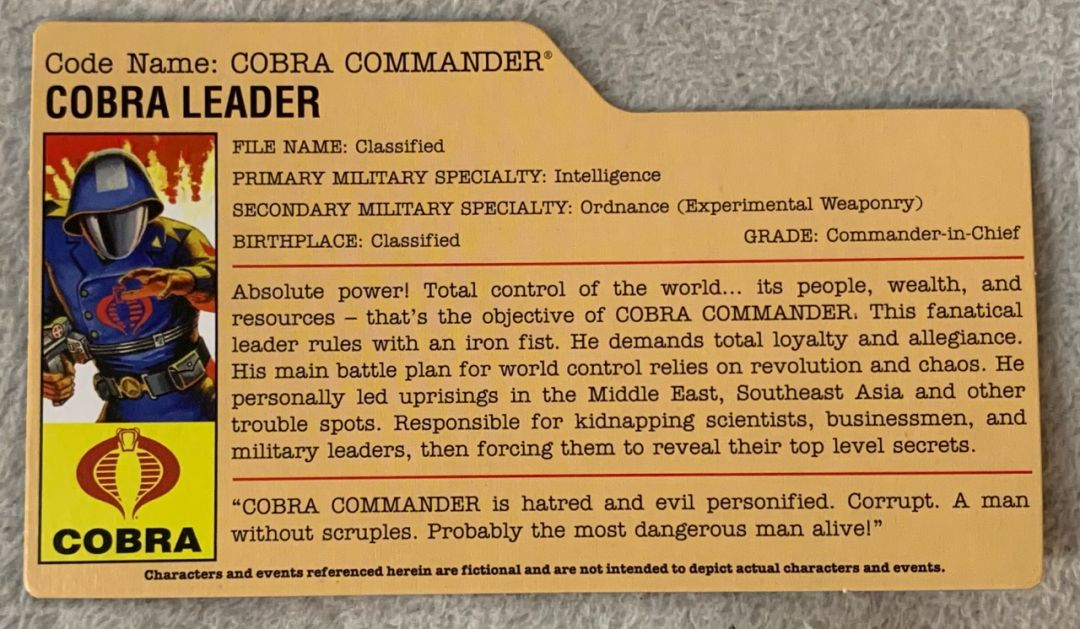 Code Name: COBRA COMMANDER®
COBRA LEADER
FILE NAME: Classified
PRIMARY MILITARY SPECIALTY: Intelligence
SECONDARY MILITARY SPECIALTY: Ordnance (Experimental Weaponry)
BIRTHPLACE: Classified GRADE: Commander-in-Chief
Absolute power! Total control of the world... its people, wealth, and
resources – that's the objective of COBRA COMMANDER. This fanatical
leader rules with an iron fist. He demands total loyalty and allegiance.
His main battle plan for world control relies on revolution and chaos. He
personally led uprisings in the Middle East, Southeast Asia and other
trouble spots. Responsible for kidnapping scientists, businessmen, and
military leaders, then forcing them to reveal their top level secrets.
“COBRA COMMANDER is hatred and evil personified. Corrupt. A man
without scruples. Probably the most dangerous man alive!”
COBRA
Characters and events referenced herein are fictional and are not intended to depict actual characters and events.